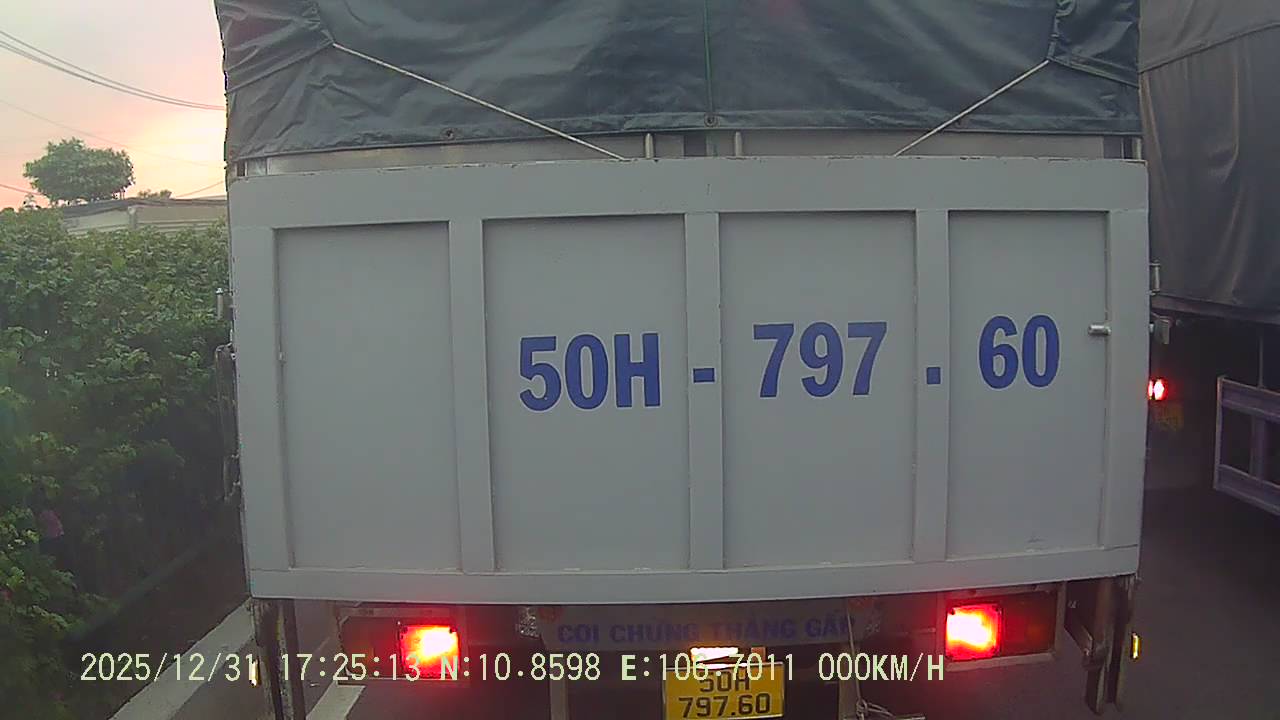 50H - 797 . 60
COI CHỪNG THẮNG GẤP
2025/12/31 17:25:13 N:10.8598 E:106.7011 000KM/H
50H
797.60